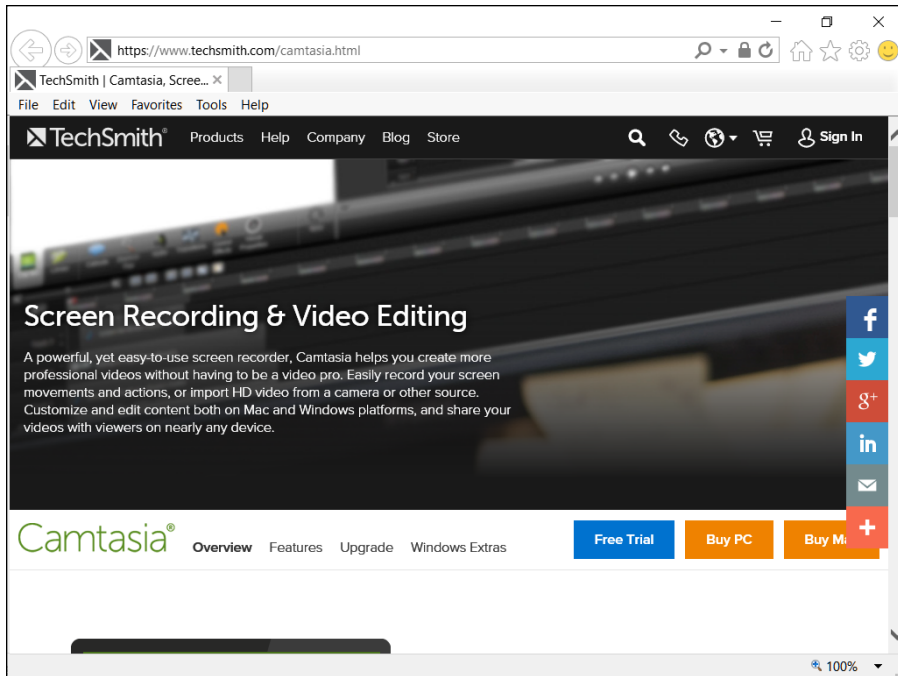 https://www.techsmith.com/camtasia.html
TechSmith | Camtasia, Scree...
File Edit View Favorites Tools Help
TechSmith® Products Help Company Blog Store Sign In
Screen Recording & Video Editing
A powerful, yet easy-to-use screen recorder, Camtasia helps you create more
professional videos without having to be a video pro. Easily record your screen
movements and actions, or import HD video from a camera or other source.
Customize and edit content both on Mac and Windows platforms, and share your
videos with viewers on nearly any device.
f
g+
in
Camtasia® Overview Features Upgrade Windows Extras Free Trial Buy PC Buy M
100%